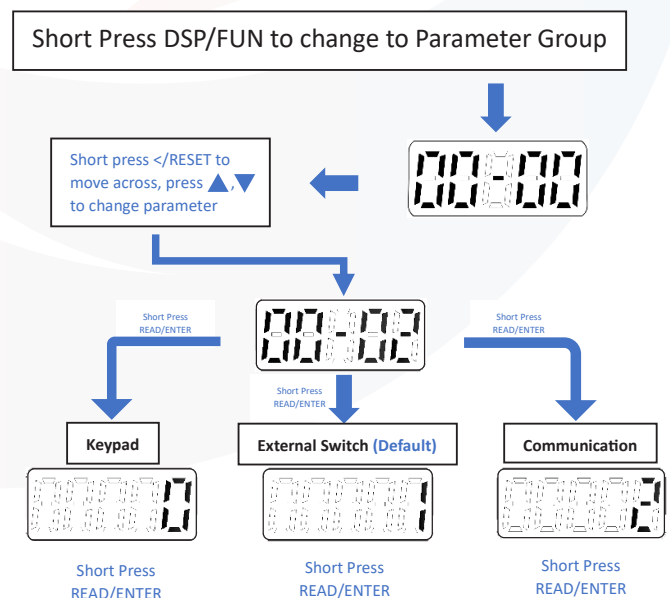 Short Press DSP/FUN to change to Parameter Group
00-00
Short press </RESET to
move across, press ▲,▼
to change parameter
00-02
Short Press
READ/ENTER
Short Press
READ/ENTER
Short Press
READ/ENTER
Keypad
External Switch (Default)
Communication
0
1
2
Short Press
READ/ENTER
Short Press
READ/ENTER
Short Press
READ/ENTER